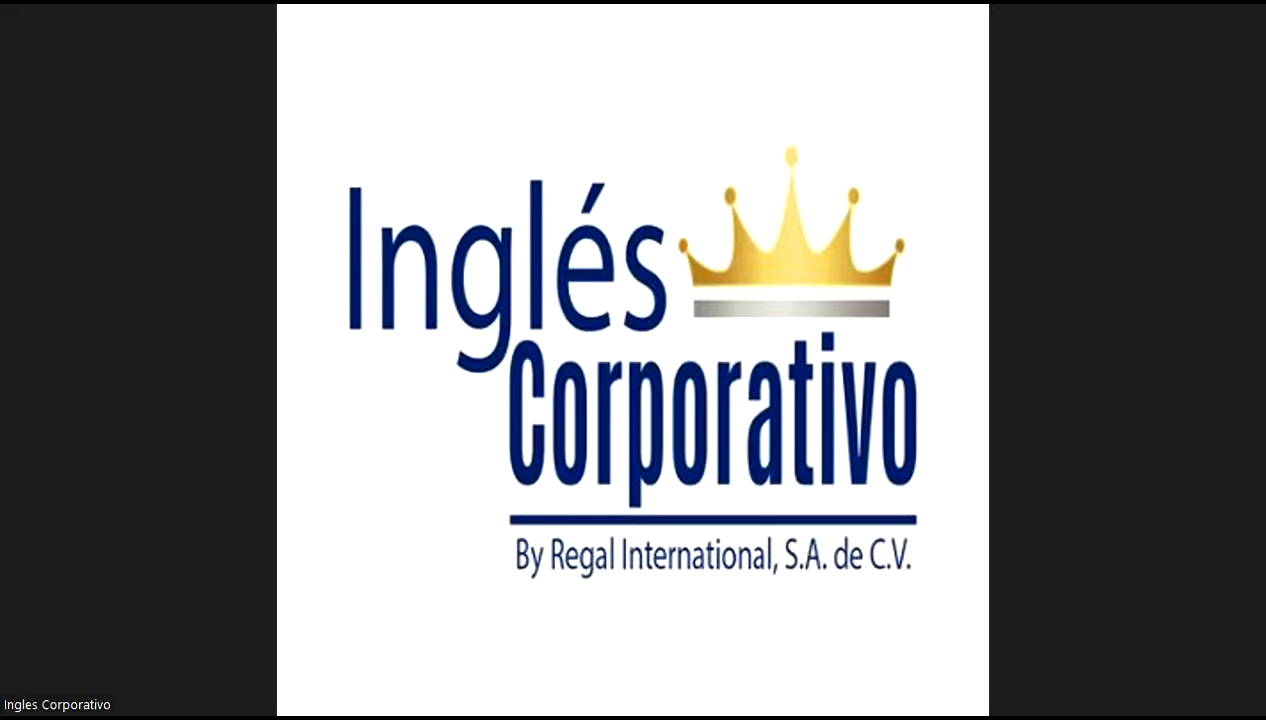 Inglés
Corporativo
By Regal International, S.A. de C.V.
Ingles Corporativo